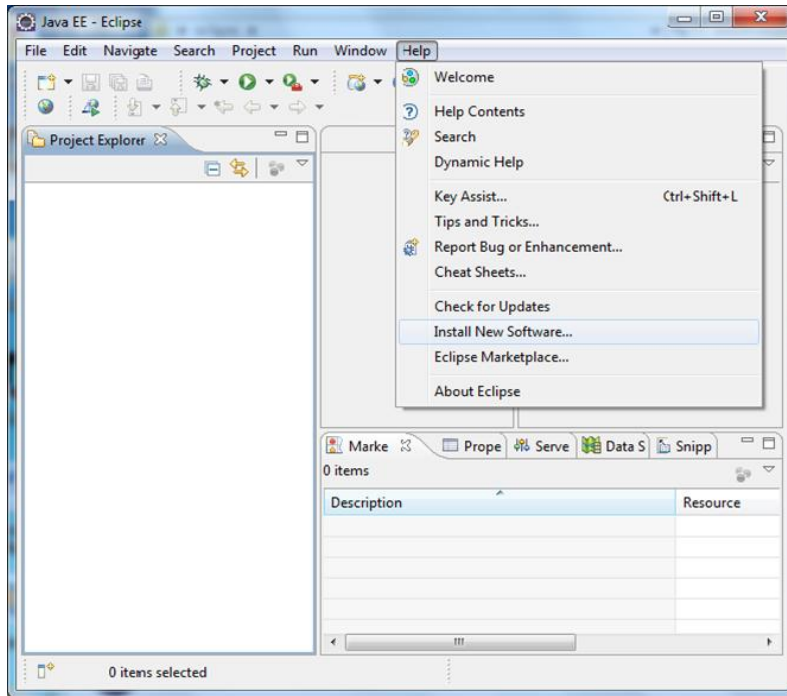 Java EE - Eclipse
File Edit Navigate Search Project Run Window Help
Welcome
Help Contents
Search
Dynamic Help
Key Assist... Ctrl+Shift+L
Tips and Tricks...
Report Bug or Enhancement...
Cheat Sheets...
Check for Updates
Install New Software...
Eclipse Marketplace...
About Eclipse
Project Explorer
Marke Prope Serve Data S Snipp
0 items
Description Resource
0 items selected